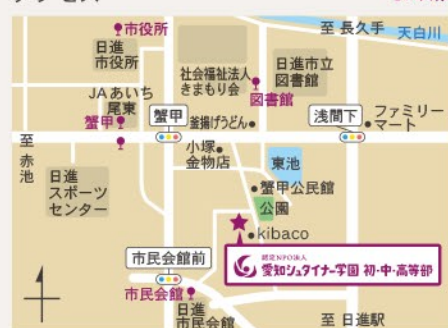 市役所
至 長久手
天白川
日進
市役所
社会福祉法人
きまもり会
日進市立
図書館
図書館
JAあいち
尾東
蟹甲
釜揚げうどん
浅間下
ファミリー
マート
蟹甲
至
赤
池
小塚
金物店
東池
日進
スポーツ
センター
蟹甲公民館
公園
kibaco
市民会館前
認定NPO法人
愛知シュタイナー学園 初・中・高等部
市民会館
日進
市民会館
至 日進駅